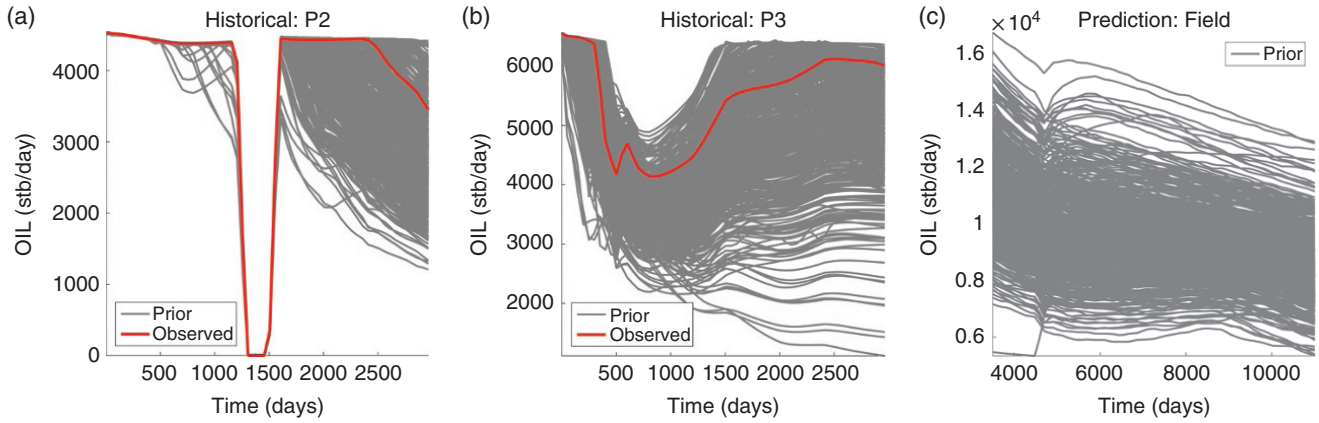 (a) Historical: P2
OIL (stb/day)
4000
3000
2000
1000
0
Prior
Observed
500 1000 1500 2000 2500
Time (days)
(b) Historical: P3
OIL (stb/day)
6000
5000
4000
3000
2000
Prior
Observed
500 1000 1500 2000 2500
Time (days)
(c) ×10⁴ Prediction: Field
OIL (stb/day)
1.6
1.4
1.2
1
0.8
0.6
Prior
4000 6000 8000 10000
Time (days)